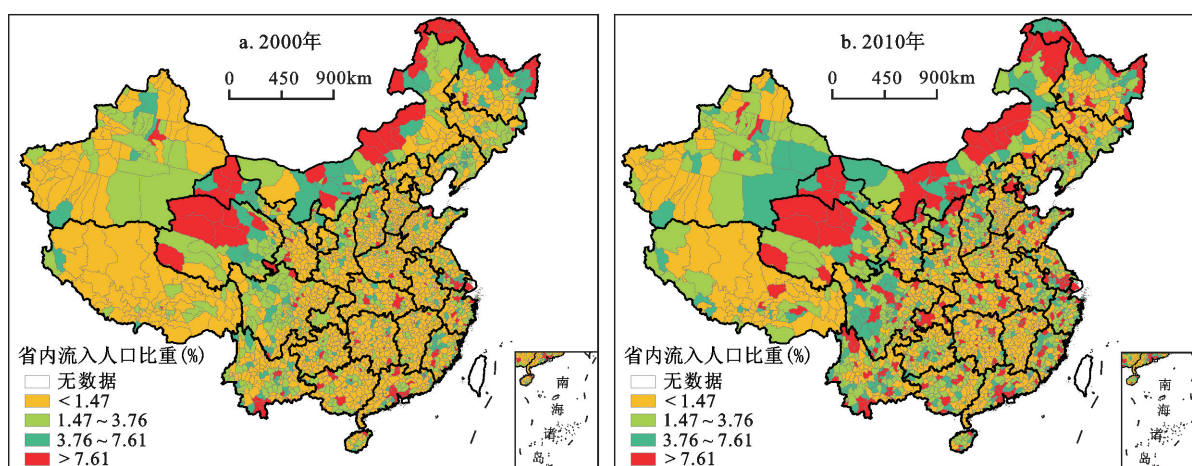 a. 2000年
0 450 900km
省内流入人口比重(%)
无数据
<1.47
1.47~3.76
3.76~7.61
>7.61
南
海
诸
岛
b. 2010年
0 450 900km
省内流入人口比重(%)
无数据
<1.47
1.47~3.76
3.76~7.61
>7.61
南
海
诸
岛